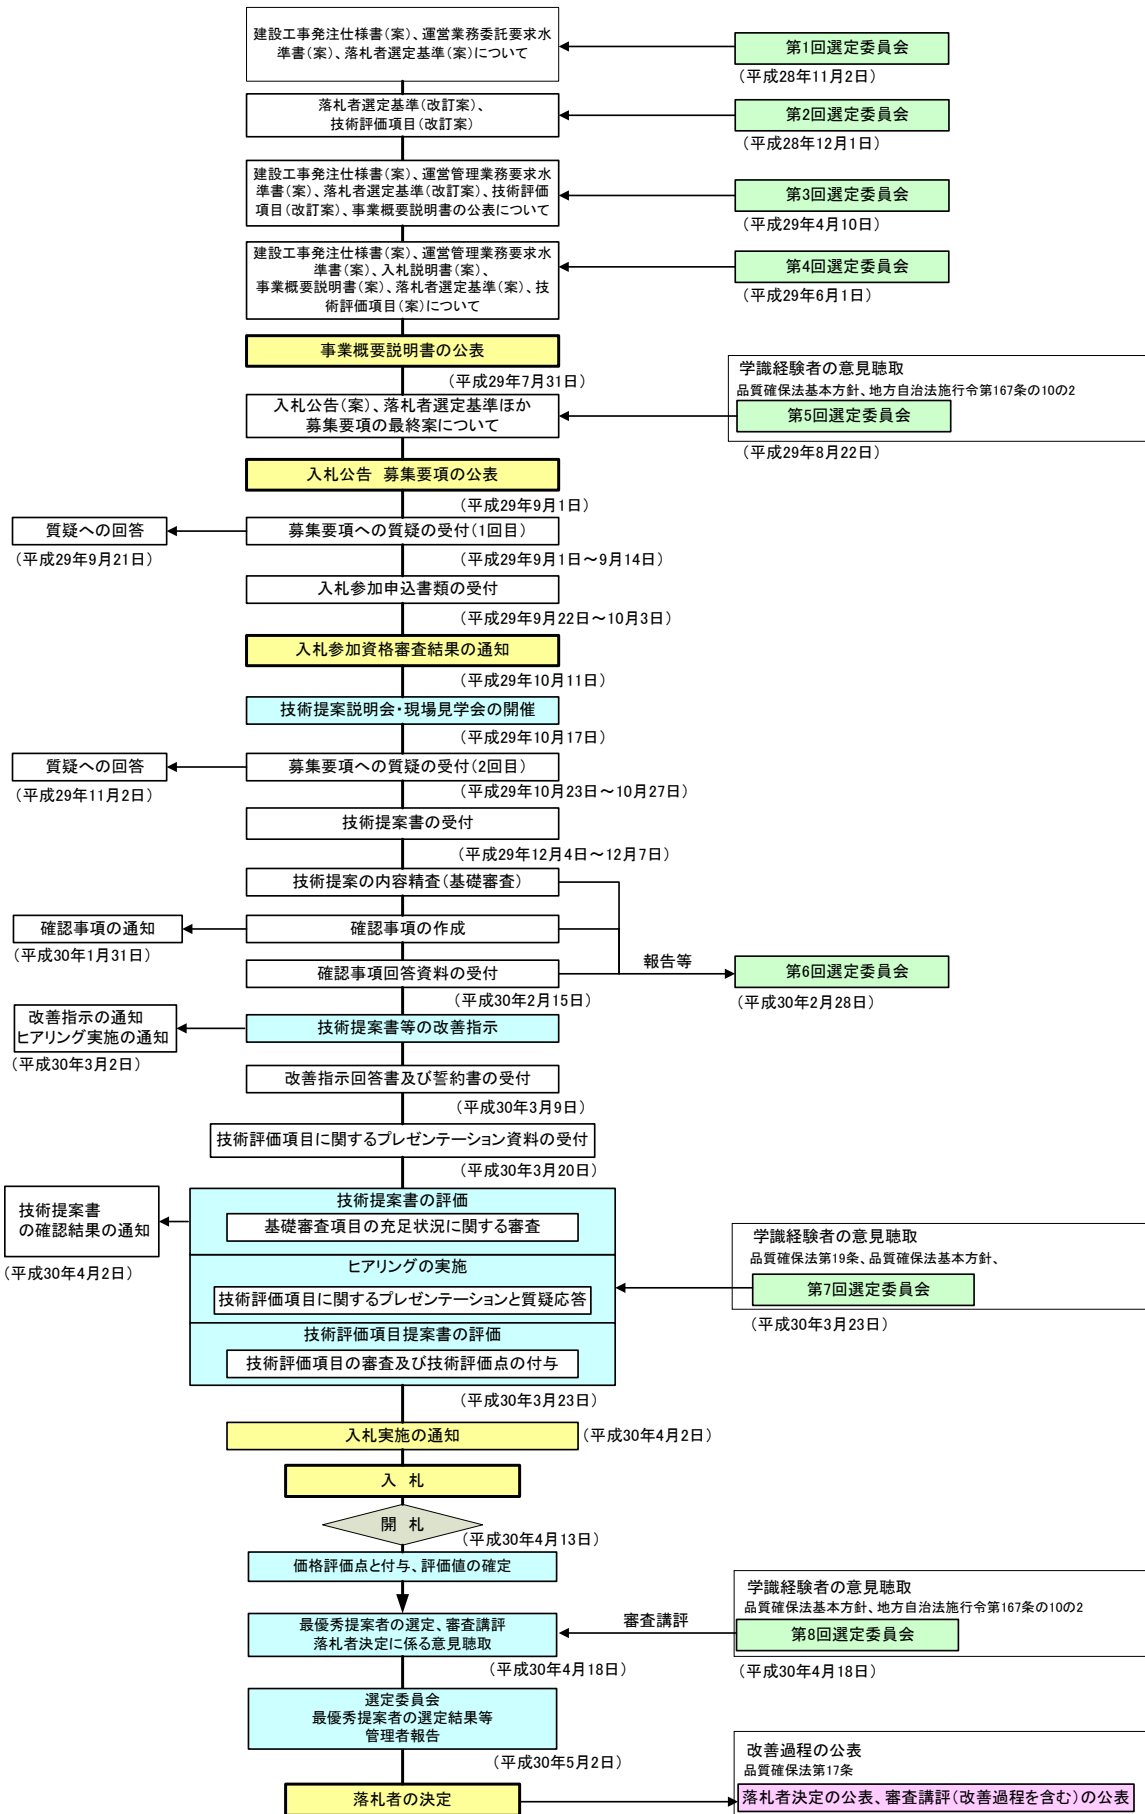 建設工事発注仕様書(案)、運営業務委託要求水
準書(案)、落札者選定基準(案)について
第1回選定委員会
(平成28年11月2日)
落札者選定基準(改訂案)、
技術評価項目(改訂案)
第2回選定委員会
(平成28年12月1日)
建設工事発注仕様書(案)、運営管理業務要求水
準書(案)、落札者選定基準(改訂案)、技術評価
項目(改訂案)、事業概要説明書の公表について
第3回選定委員会
(平成29年4月10日)
建設工事発注仕様書(案)、運営管理業務要求水
準書(案)、入札説明書(案)、
事業概要説明書(案)、落札者選定基準(案)、技
術評価項目(案)について
第4回選定委員会
(平成29年6月1日)
事業概要説明書の公表
(平成29年7月31日)
学識経験者の意見聴取
品質確保法基本方針、地方自治法施行令第167条の10の2
入札公告(案)、落札者選定基準ほか
募集要項の最終案について
第5回選定委員会
(平成29年8月22日)
入札公告 募集要項の公表
(平成29年9月1日)
質疑への回答
募集要項への質疑の受付(1回目)
(平成29年9月21日)
(平成29年9月1日~9月14日)
入札参加申込書類の受付
(平成29年9月22日~10月3日)
入札参加資格審査結果の通知
(平成29年10月11日)
技術提案説明会・現場見学会の開催
(平成29年10月17日)
質疑への回答
募集要項への質疑の受付(2回目)
(平成29年11月2日)
(平成29年10月23日~10月27日)
技術提案書の受付
(平成29年12月4日~12月7日)
技術提案の内容精査(基礎審査)
確認事項の通知
確認事項の作成
(平成30年1月31日)
報告等
確認事項回答資料の受付
第6回選定委員会
(平成30年2月15日)
(平成30年2月28日)
改善指示の通知
ヒアリング実施の通知
技術提案書等の改善指示
(平成30年3月2日)
改善指示回答書及び誓約書の受付
(平成30年3月9日)
技術評価項目に関するプレゼンテーション資料の受付
(平成30年3月20日)
技術提案書
の確認結果の通知
(平成30年4月2日)
技術提案書の評価
基礎審査項目の充足状況に関する審査
ヒアリングの実施
技術評価項目に関するプレゼンテーションと質疑応答
技術評価項目提案書の評価
技術評価項目の審査及び技術評価点の付与
(平成30年3月23日)
学識経験者の意見聴取
品質確保法第19条、品質確保法基本方針、
第7回選定委員会
(平成30年3月23日)
入札実施の通知
(平成30年4月2日)
入 札
開 札
(平成30年4月13日)
価格評価点と付与、評価値の確定
学識経験者の意見聴取
品質確保法基本方針、地方自治法施行令第167条の10の2
最優秀提案者の選定、審査講評
落札者決定に係る意見聴取
審査講評
第8回選定委員会
(平成30年4月18日)
(平成30年4月18日)
選定委員会
最優秀提案者の選定結果等
管理者報告
(平成30年5月2日)
改善過程の公表
品質確保法第17条
落札者の決定
落札者決定の公表、審査講評(改善過程を含む)の公表